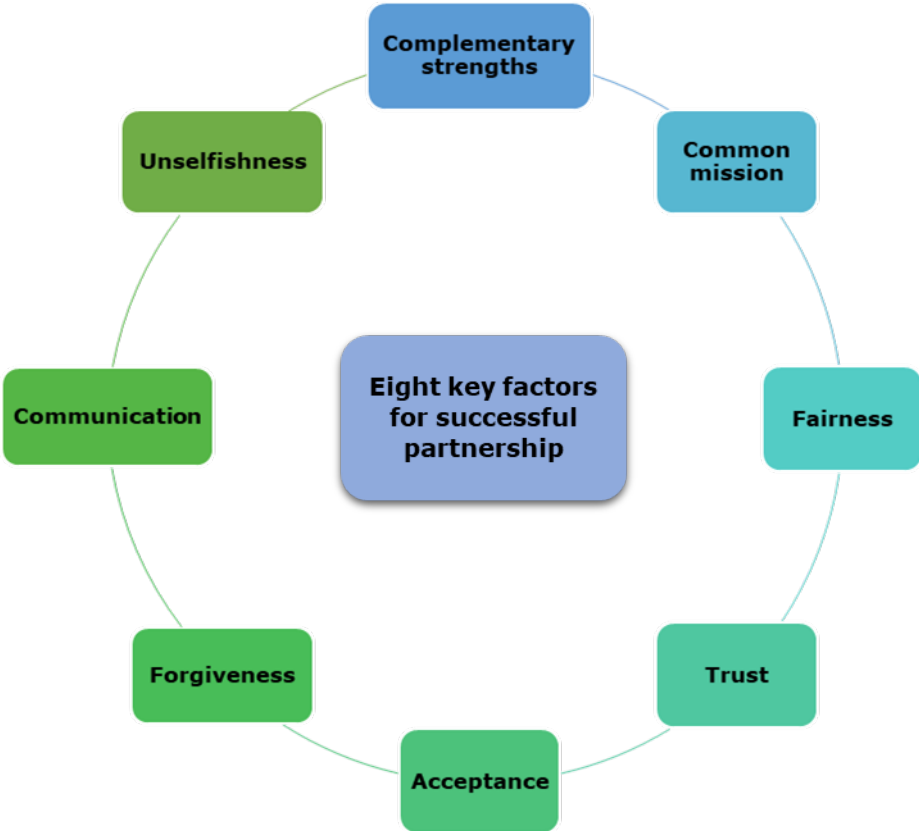 Complementary
strengths
Common
mission
Fairness
Trust
Acceptance
Forgiveness
Communication
Unselfishness
Eight key factors
for successful
partnership